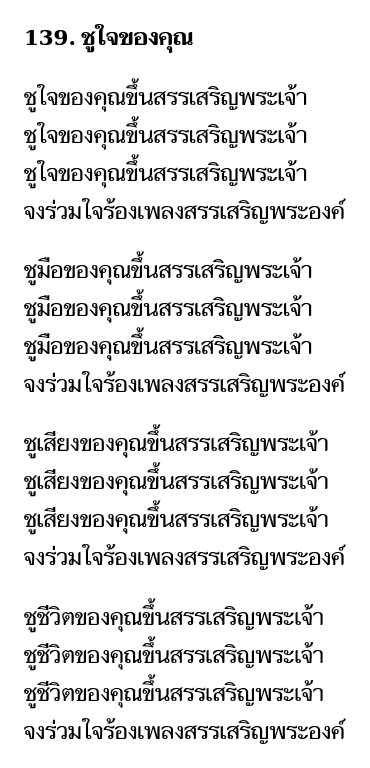 139. ชูใจของคุณ
ชูใจของคุณขึ้นสรรเสริญพระเจ้า
ชูใจของคุณขึ้นสรรเสริญพระเจ้า
ชูใจของคุณขึ้นสรรเสริญพระเจ้า
จงร่วมใจร้องเพลงสรรเสริญพระองค์
ชูมือของคุณขึ้นสรรเสริญพระเจ้า
ชูมือของคุณขึ้นสรรเสริญพระเจ้า
ชูมือของคุณขึ้นสรรเสริญพระเจ้า
จงร่วมใจร้องเพลงสรรเสริญพระองค์
ชูเสียงของคุณขึ้นสรรเสริญพระเจ้า
ชูเสียงของคุณขึ้นสรรเสริญพระเจ้า
ชูเสียงของคุณขึ้นสรรเสริญพระเจ้า
จงร่วมใจร้องเพลงสรรเสริญพระองค์
ชูชีวิตของคุณขึ้นสรรเสริญพระเจ้า
ชูชีวิตของคุณขึ้นสรรเสริญพระเจ้า
ชูชีวิตของคุณขึ้นสรรเสริญพระเจ้า
จงร่วมใจร้องเพลงสรรเสริญพระองค์